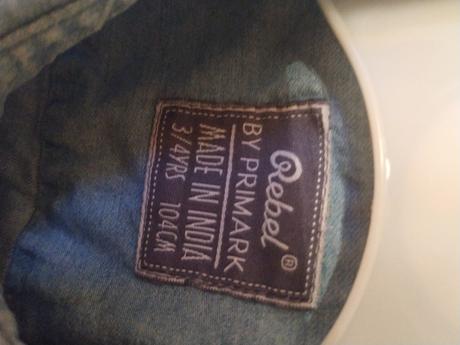 Rebel®
BY PRIMARK
MADE IN INDIA
3/4YRS 104CM